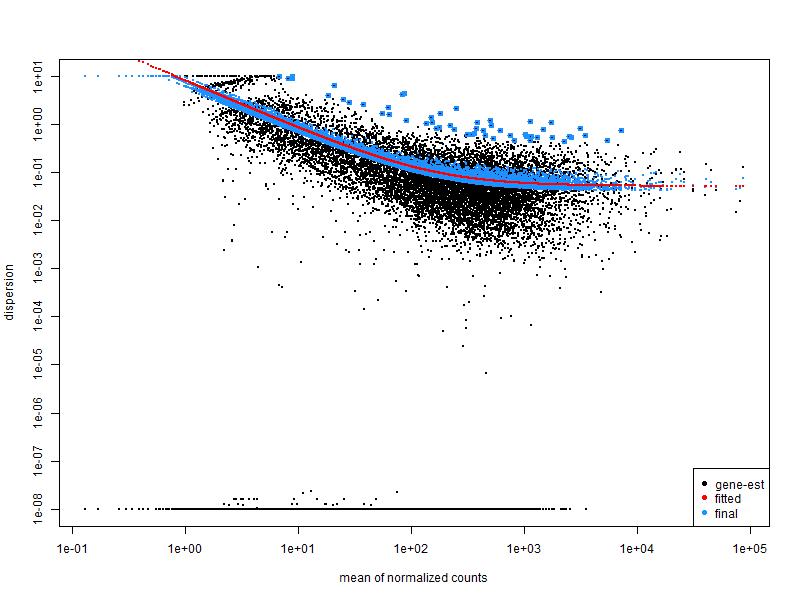 dispersion
1e+01
1e+00
1e-01
1e-02
1e-03
1e-04
1e-05
1e-06
1e-07
1e-08
gene-est
fitted
final
1e-01
1e+00
1e+01
1e+02
1e+03
1e+04
1e+05
mean of normalized counts